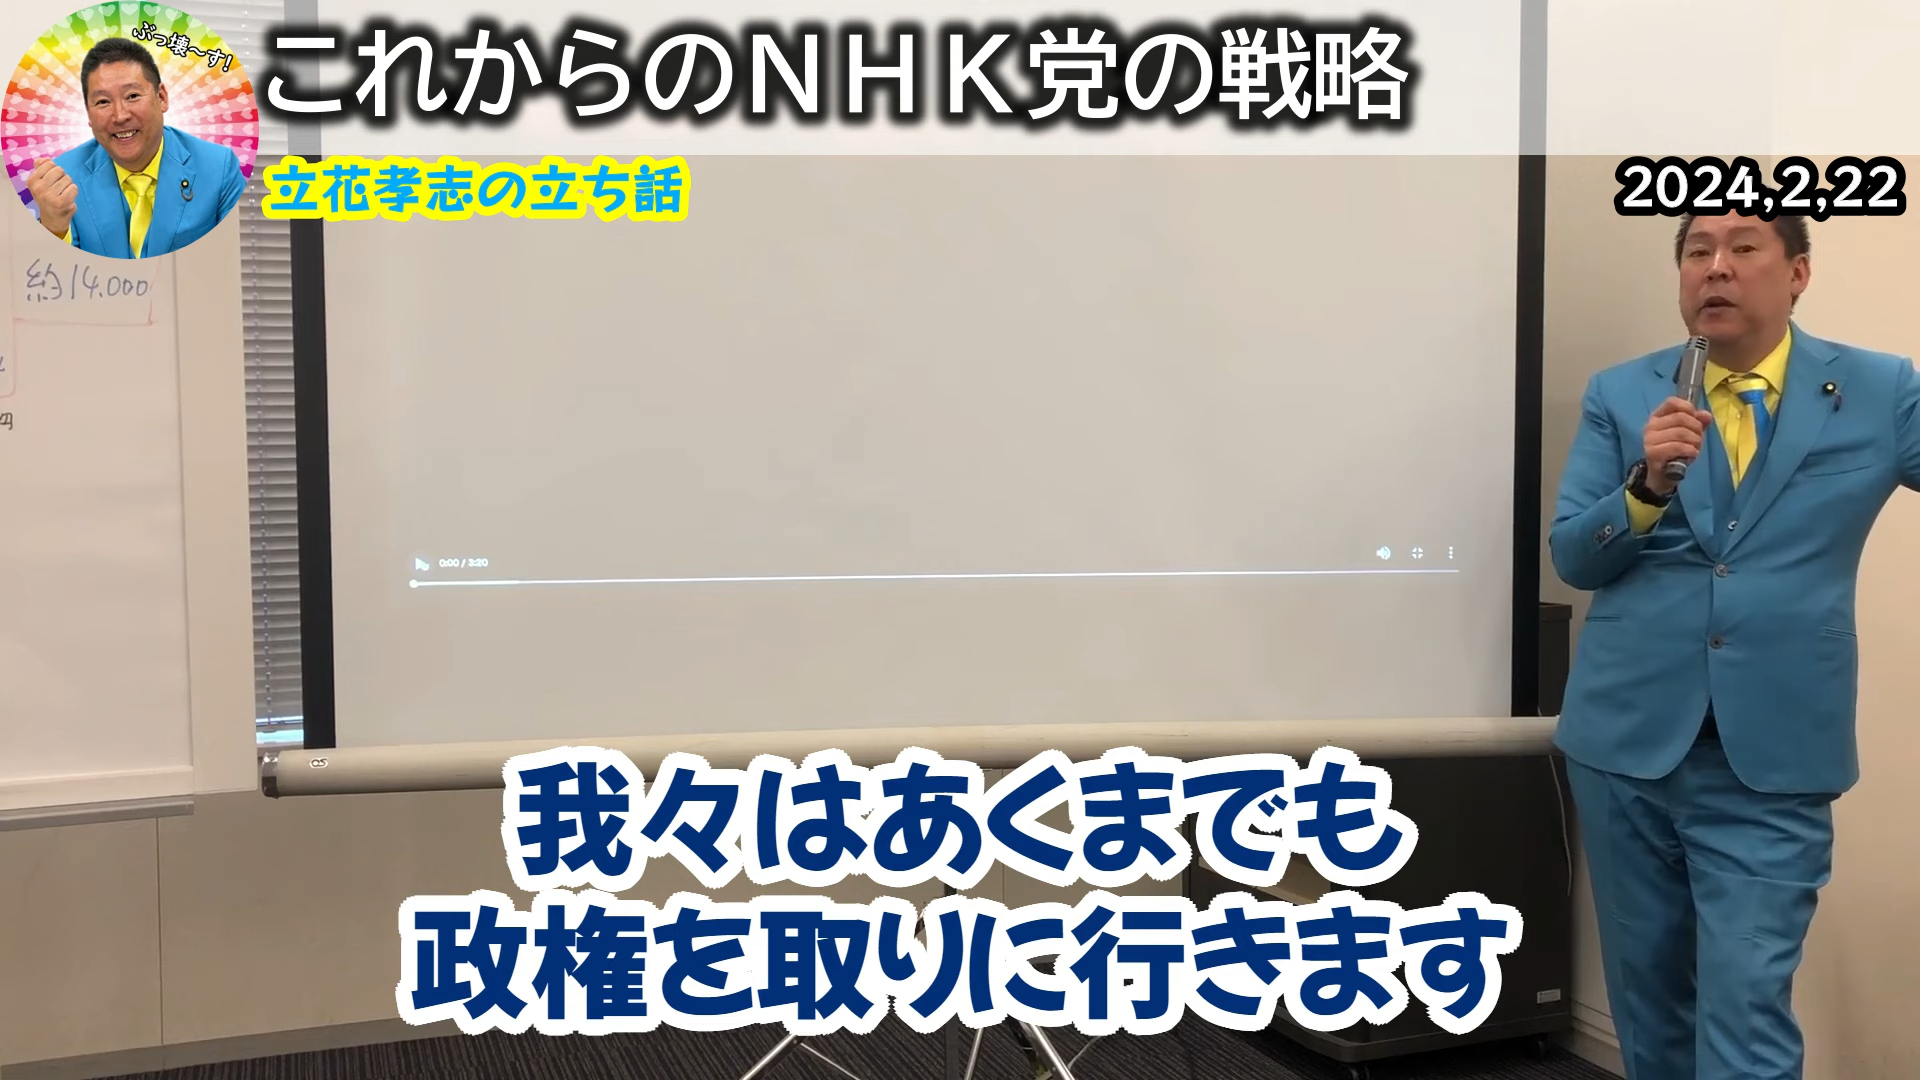 ぶっ壊〜す!
これからのNHK党の戦略
立花孝志の立ち話
2024,2,22
約14.000
円
0:00 / 3:20
OS
我々はあくまでも
政権を取りに行きます